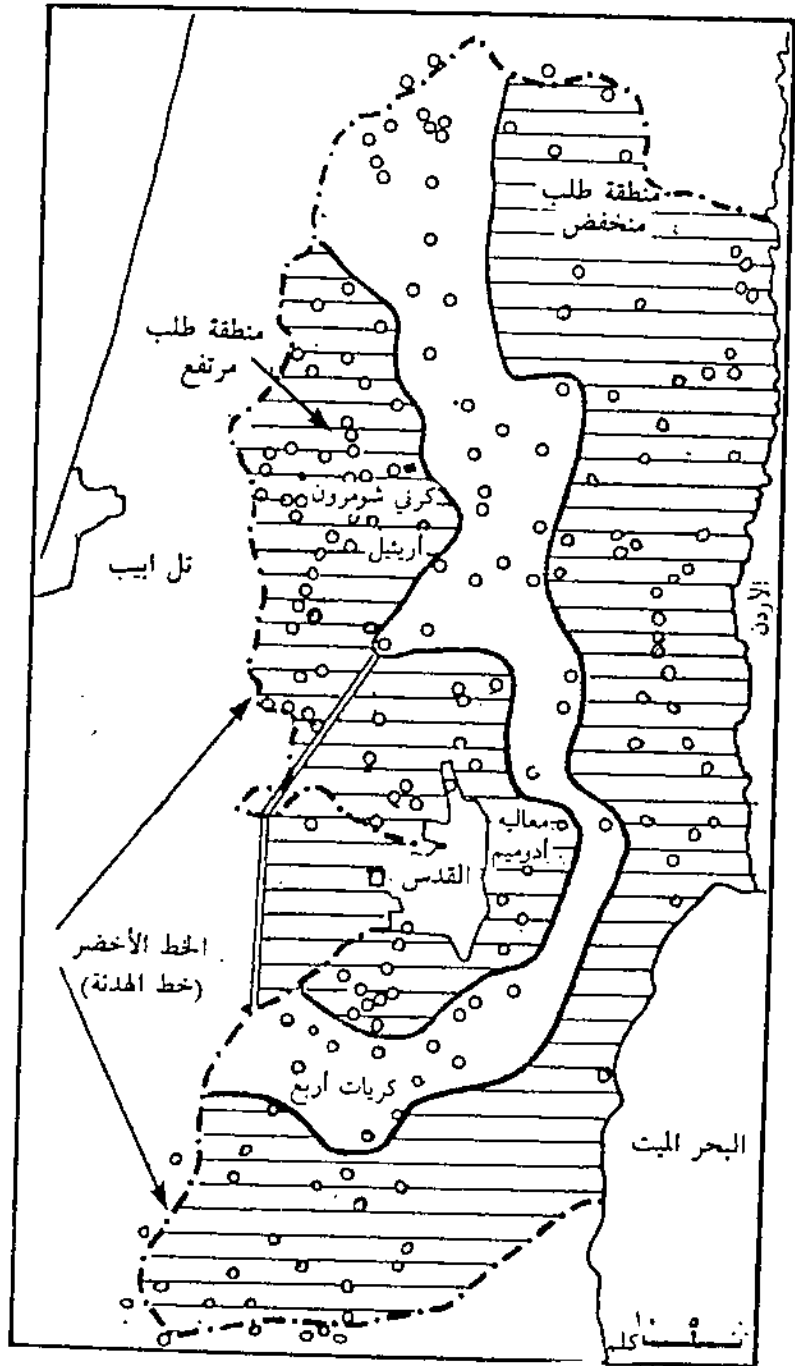 منطقة طلب
منخفض
منطقة طلب
مرتفع
كرني شومرون
أريئيل
تل ابيب
الأردن
معاليه
أدوميم
القدس
الخط الأخضر
(خط الهدنة)
كريات أربع
البحر الميت
كلم